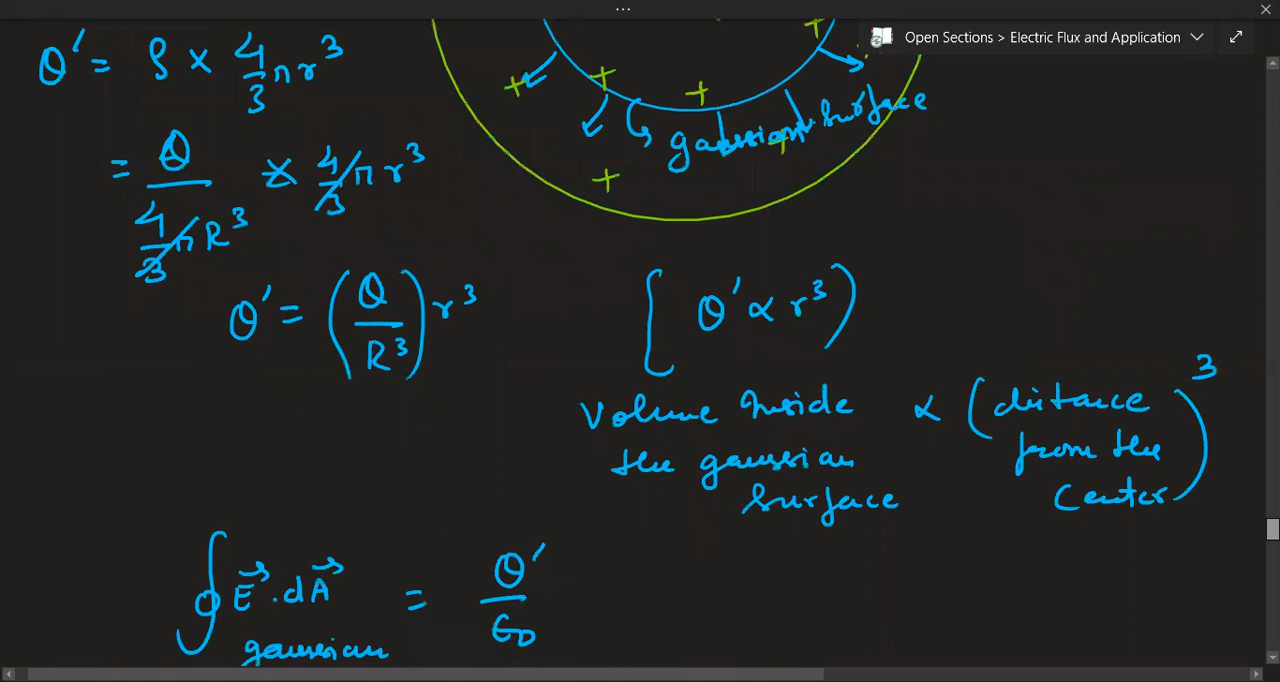 ...
Open Sections > Electric Flux and Application
Q' = ρ × 4/3 πr³
gaussian surface
= Q / (4/3 πR³) × 4/3 πr³
Q' = (Q/R³) r³
[Q' ∝ r³)
Volume inside the gaussian surface ∝ (distance from the center)³
∮ E⃗ . dA⃗ = Q'/ϵ₀
gaussian